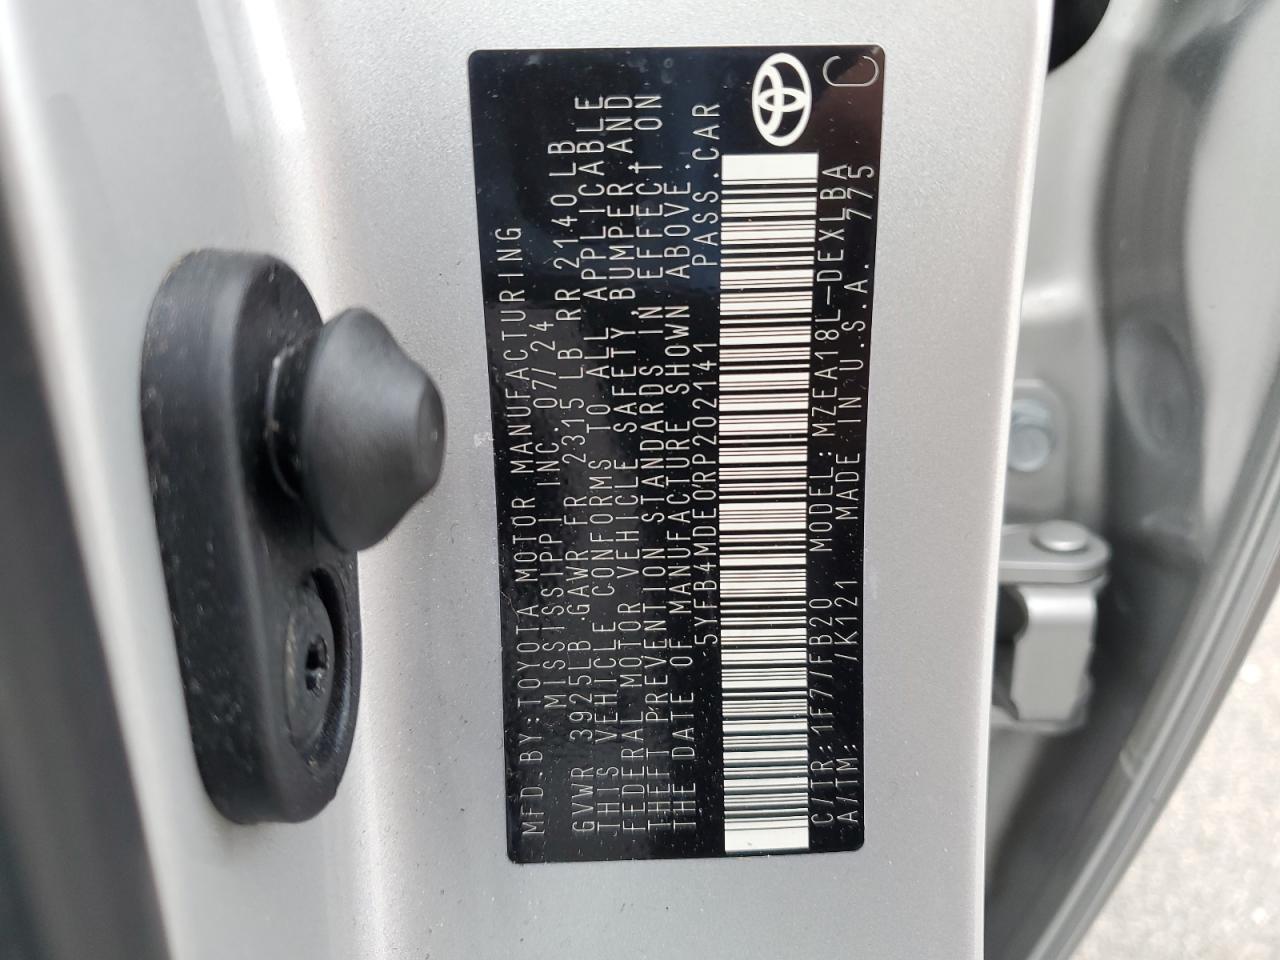 MFD.BY:TOYOTA MOTOR MANUFACTURING
MISSISSIPPI INC. 07/24
GVWR 3925LB GAWR FR 2315 LB RR 2140LB
THIS VEHICLE CONFORMS TO ALL APPLICABLE
FEDERAL MOTOR VEHICLE SAFETY, BUMPER AND
THEFT PREVENTION STANDARDS IN EFFECT ON
THE DATE OF MANUFACTURE SHOWN ABOVE.
5YFB4MDE0RP202141 PASS.CAR
C/TR: 1F7/FB20 MODEL: MZEA18L-DEXLBA
A/TM: /K121 MADE IN U.S.A. 775
C